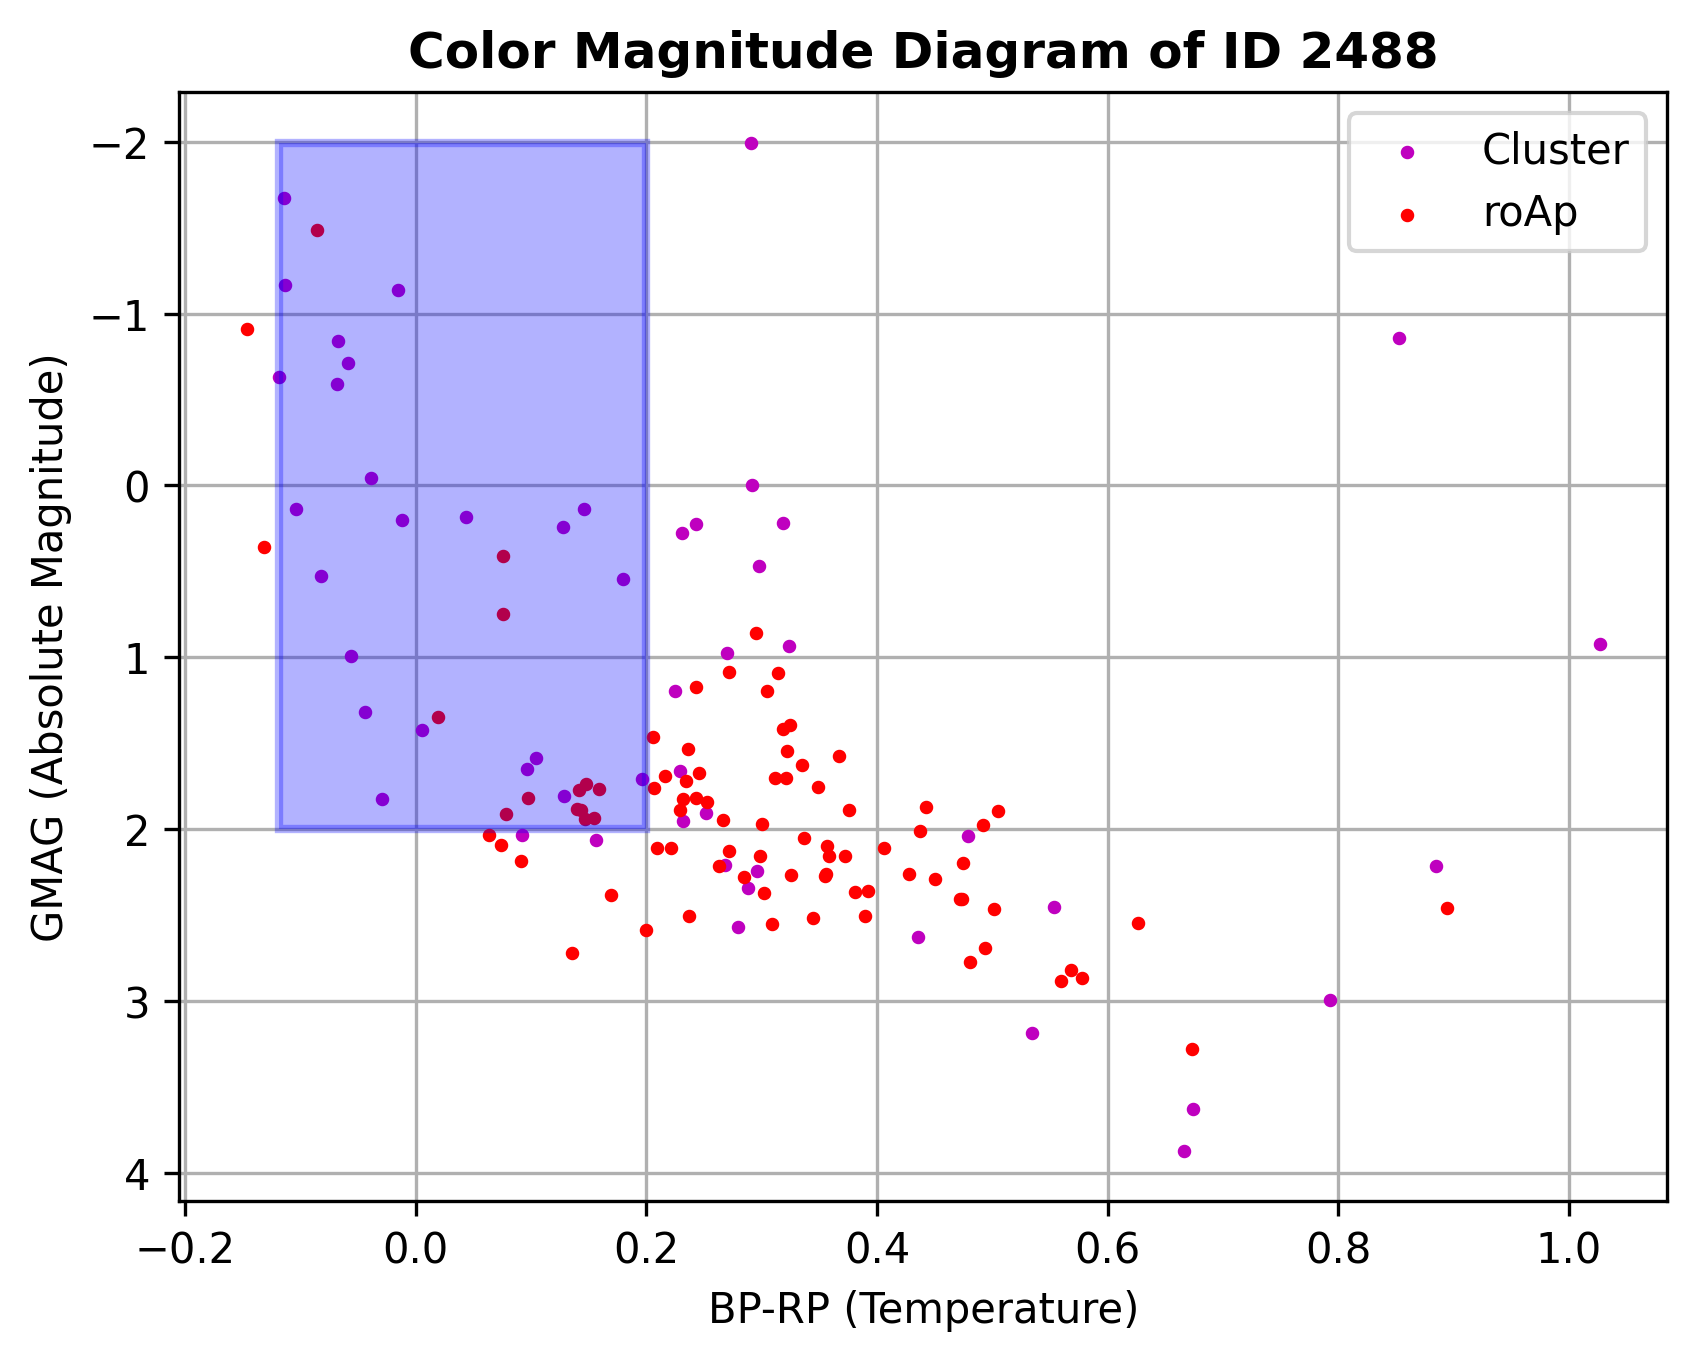 Color Magnitude Diagram of ID 2488
Cluster
roAp
GMAG (Absolute Magnitude)
−2
−1
0
1
2
3
4
−0.2 0.0 0.2 0.4 0.6 0.8 1.0
BP-RP (Temperature)